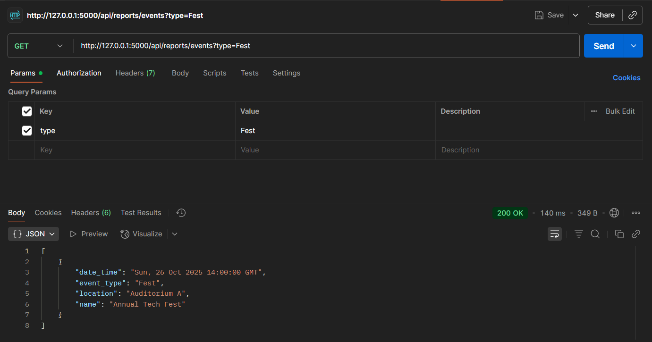 http://127.0.0.1:5000/api/reports/events?type=Fest Save Share
GET http://127.0.0.1:5000/api/reports/events?type=Fest Send
Params Authorization Headers (7) Body Scripts Tests Settings Cookies
Query Params
Key Value Description Bulk Edit
type Fest
Key Value Description
Body Cookies Headers (6) Test Results 200 OK 140 ms 349 B
{ } JSON Preview Visualize
1 [
2 {
3 "date_time": "Sun, 26 Oct 2025 14:00:00 GMT",
4 "event_type": "Fest",
5 "location": "Auditorium A",
6 "name": "Annual Tech Fest"
7 }
8 ]